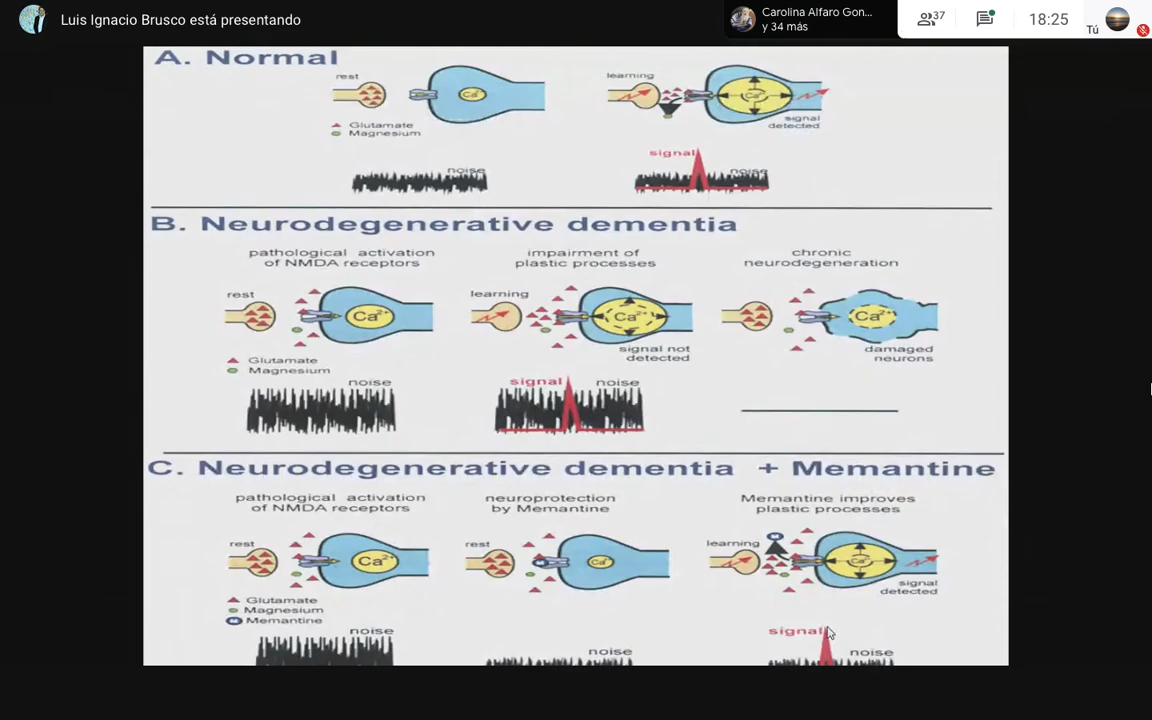 Luis Ignacio Brusco está presentando
Carolina Alfaro Gon...
y 34 más
37
18:25
Tú
A. Normal
rest
learning
Ca²⁺
Ca²⁺
Glutamate
Magnesium
signal
detected
noise
signal
noise
B. Neurodegenerative dementia
pathological activation
of NMDA receptors
impairment of
plastic processes
chronic
neurodegeneration
rest
learning
rest
Ca²⁺
Ca²⁺
Ca²⁺
signal not
detected
damaged
neurons
Glutamate
Magnesium
noise
signal
noise
C. Neurodegenerative dementia + Memantine
pathological activation
of NMDA receptors
neuroprotection
by Memantine
Memantine improves
plastic processes
rest
rest
learning
M
Ca²⁺
M
Ca²⁺
Ca²⁺
signal
detected
Glutamate
Magnesium
M Memantine
noise
noise
signal
noise